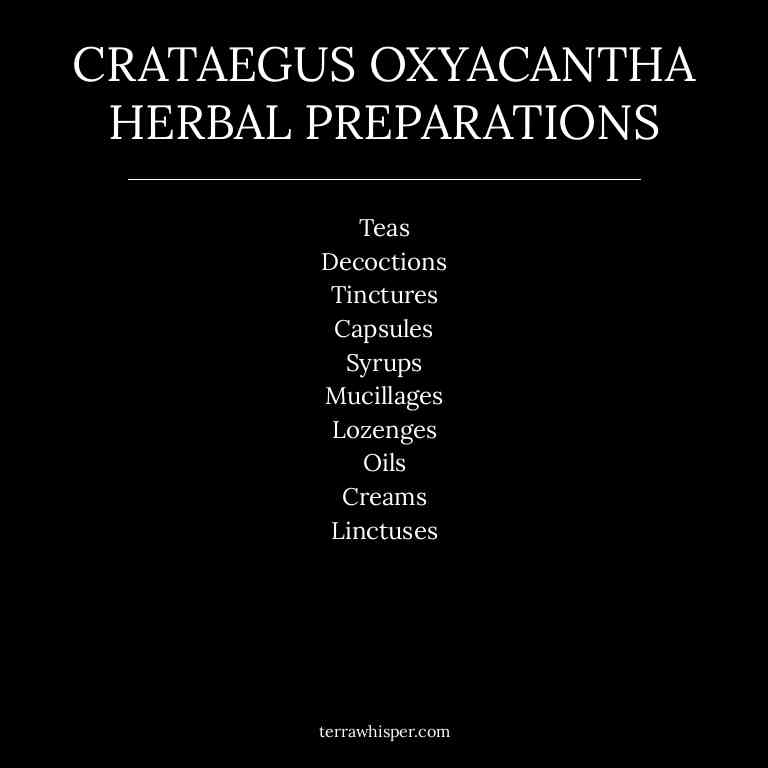 CRATAEGUS OXYACANTHA
HERBAL PREPARATIONS
Teas
Decoctions
Tinctures
Capsules
Syrups
Mucillages
Lozenges
Oils
Creams
Linctuses
terrawhisper.com